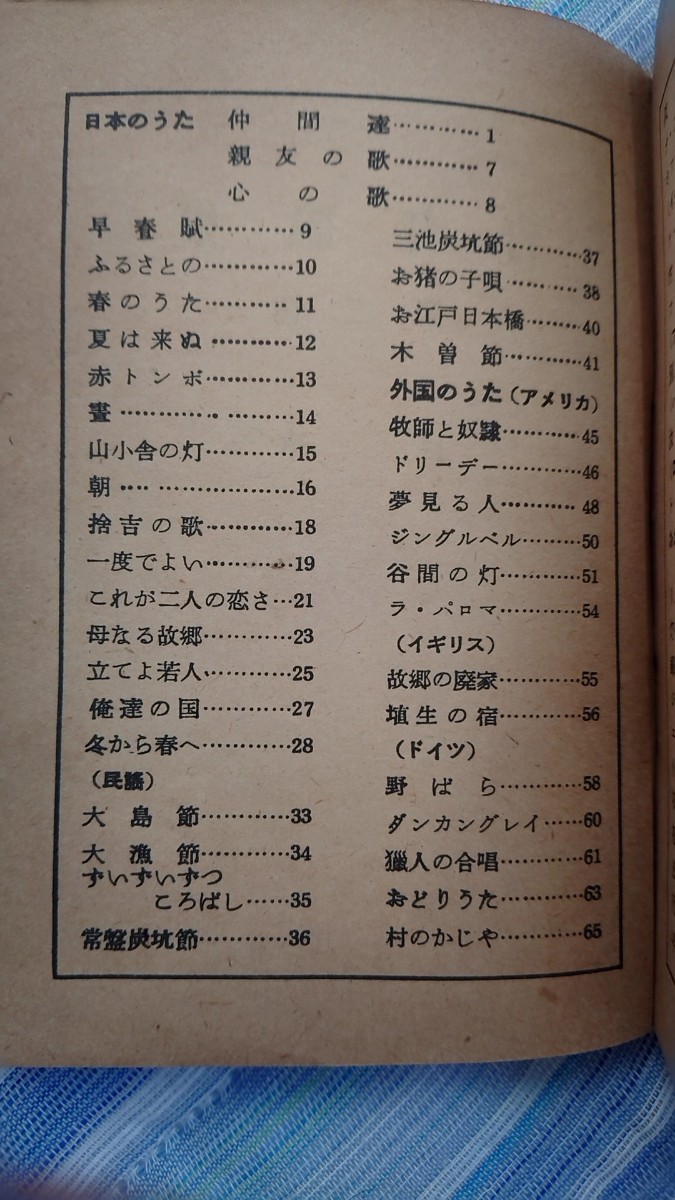 日本のうた 仲間達…………1
親友の歌…………7
心の歌…………8
早春賦…………9
ふるさとの…………10
春のうた…………11
夏は来ぬ…………12
赤トンボ…………13
晝…………………14
山小舎の灯…………15
朝…………………16
捨吉の歌…………18
一度でよい…………19
これが二人の恋さ…21
母なる故郷…………23
立てよ若人…………25
俺達の国…………27
冬から春へ…………28
(民謡)
大島節…………33
大漁節…………34
ずいずいずつ
ころばし……35
常盤炭坑節…………36
三池炭坑節…………37
お猪の子唄…………38
お江戸日本橋………40
木曽節…………41
外国のうた(アメリカ)
牧師と奴隷…………45
ドリーデー…………46
夢見る人…………48
ジングルベル………50
谷間の灯…………51
ラ・パロマ…………54
(イギリス)
故郷の廃家…………55
埴生の宿…………56
(ドイツ)
野ばら…………58
ダンカングレイ……60
獵人の合唱…………61
おどりうた…………63
村のかじや…………65